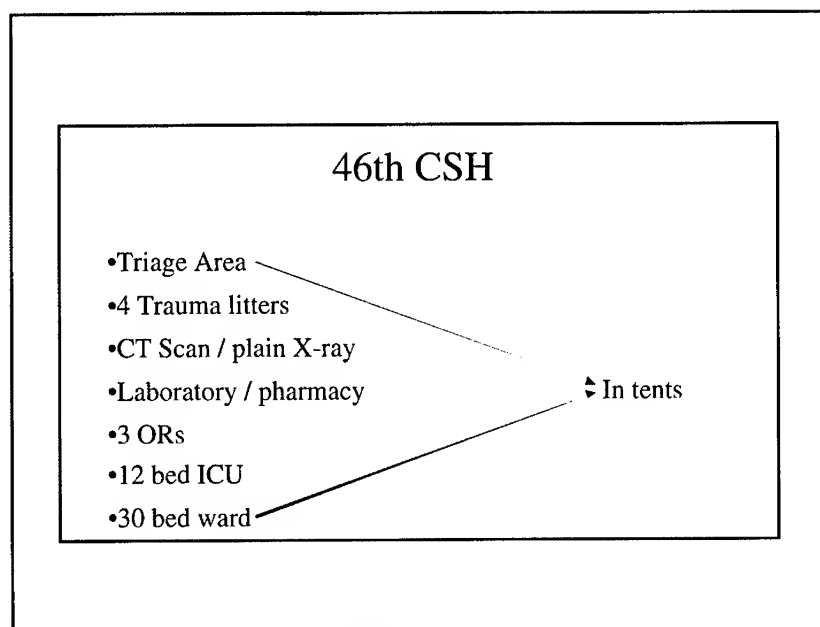 46th CSH
•Triage Area
•4 Trauma litters
•CT Scan / plain X-ray
•Laboratory / pharmacy
In tents
•3 ORs
•12 bed ICU
•30 bed ward